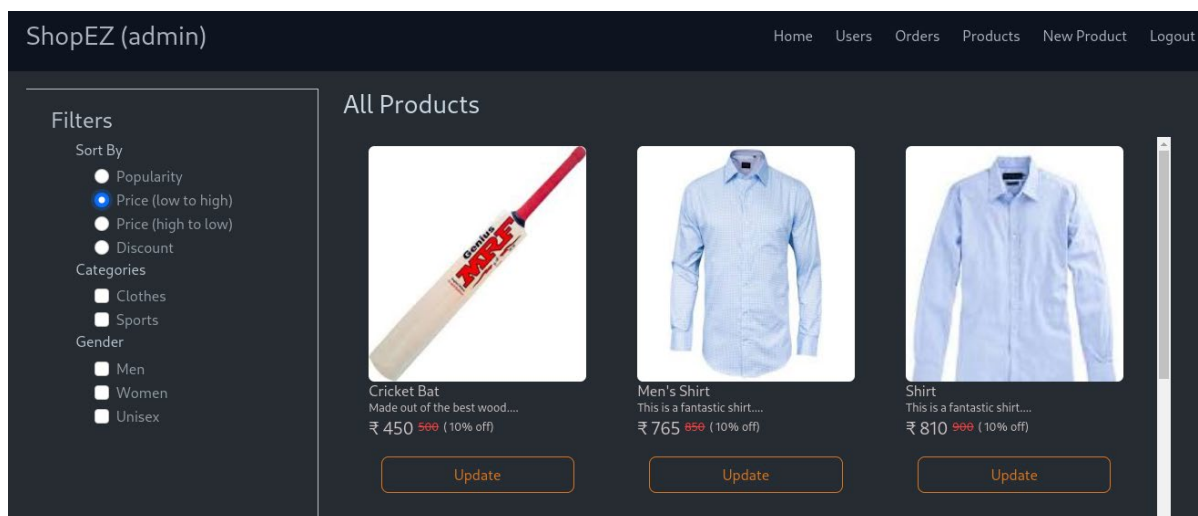 ShopEZ (admin)
Home Users Orders Products New Product Logout
Filters
Sort By
Popularity
Price (low to high)
Price (high to low)
Discount
Categories
Clothes
Sports
Gender
Men
Women
Unisex
All Products
Genius
MRF
Cricket Bat
Made out of the best wood....
₹ 450 500 (10% off)
Update
Men's Shirt
This is a fantastic shirt....
₹ 765 850 (10% off)
Update
Shirt
This is a fantastic shirt....
₹ 810 900 (10% off)
Update